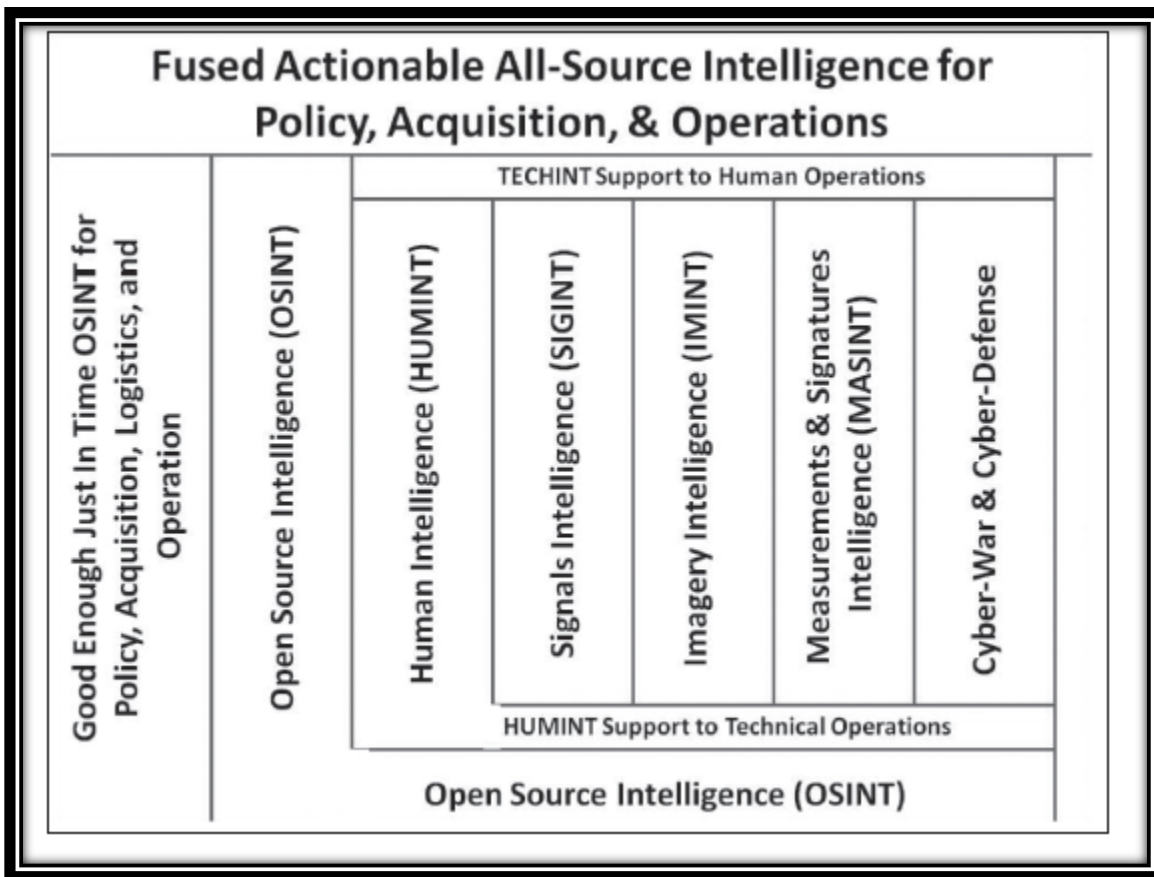 Fused Actionable All-Source Intelligence for
Policy, Acquisition, & Operations
TECHINT Support to Human Operations
Good Enough Just In Time OSINT for
Policy, Acquisition, Logistics, and
Operation
Open Source Intelligence (OSINT)
Human Intelligence (HUMINT)
Signals Intelligence (SIGINT)
Imagery Intelligence (IMINT)
Measurements & Signatures
Intelligence (MASINT)
Cyber-War & Cyber-Defense
HUMINT Support to Technical Operations
Open Source Intelligence (OSINT)